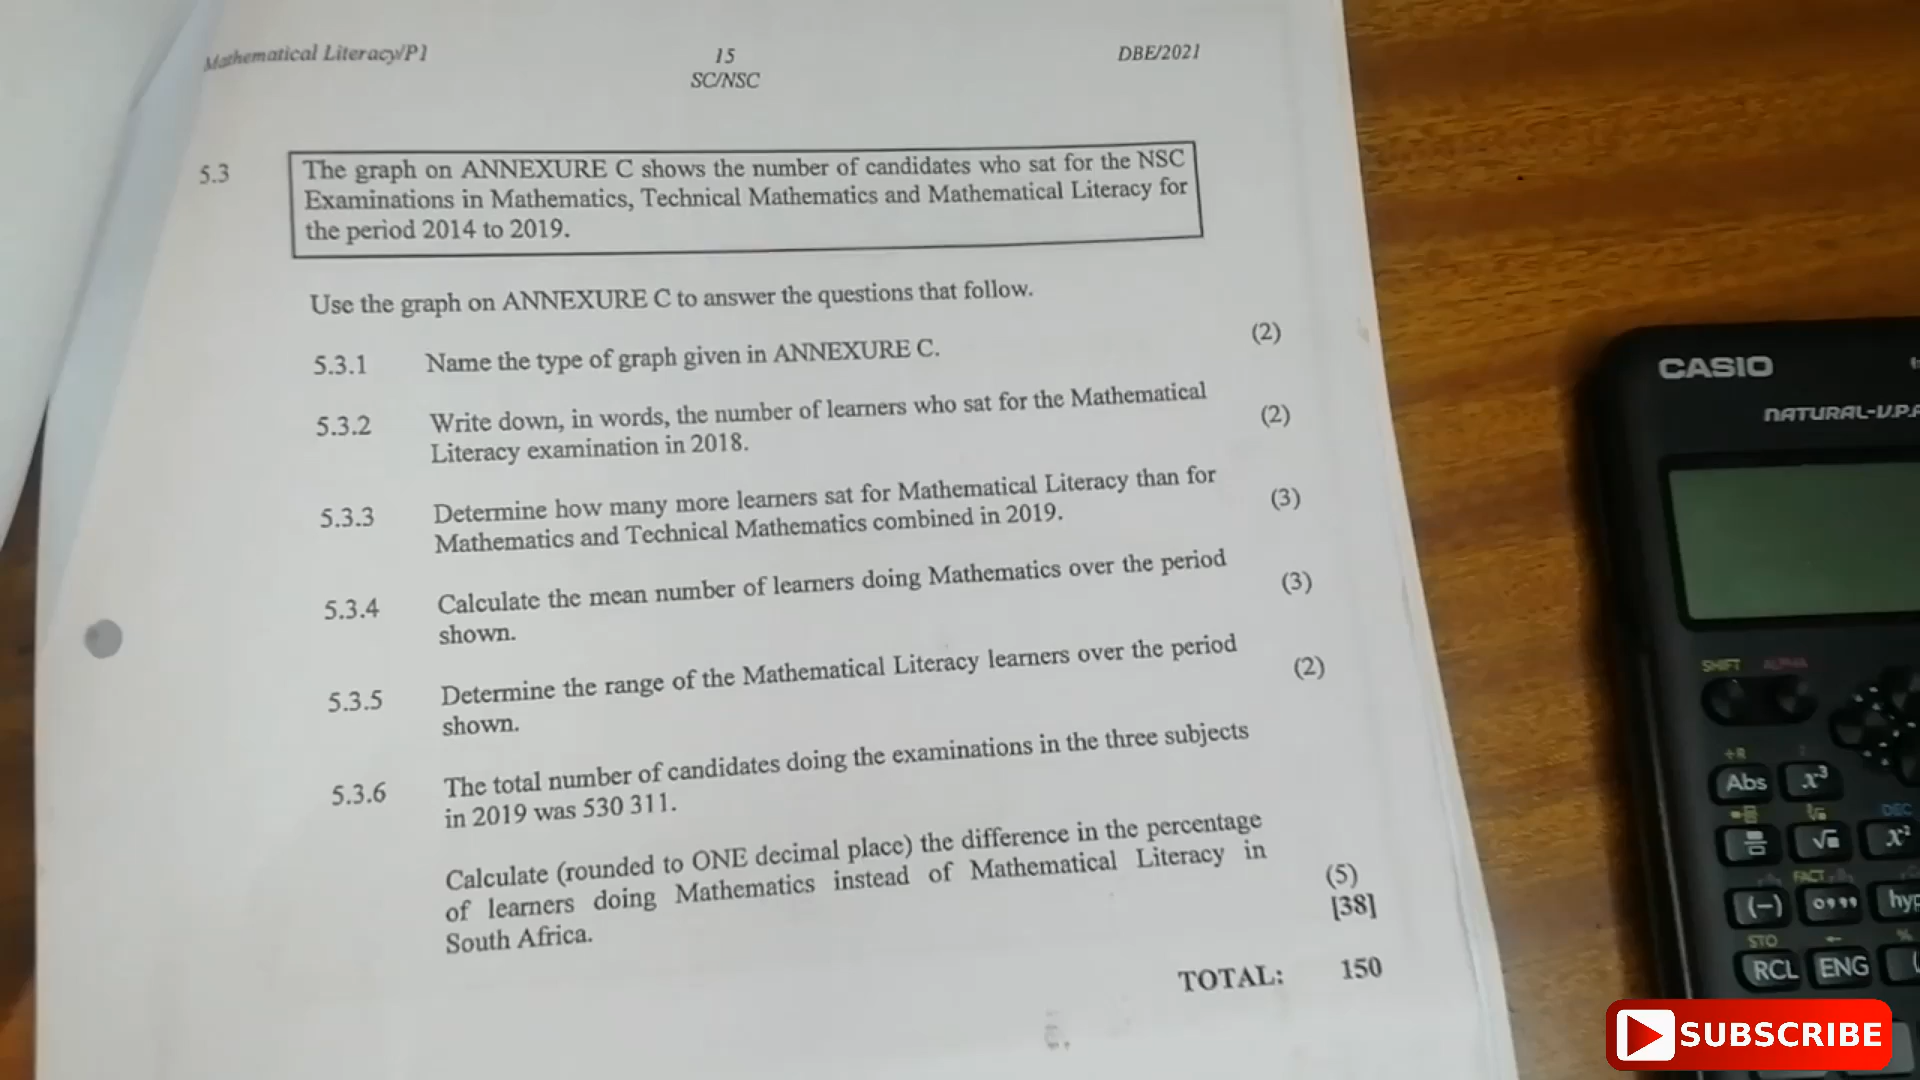 Mathematical Literacy/P1
15
SC/NSC
DBE/2021
5.3
The graph on ANNEXURE C shows the number of candidates who sat for the NSC
Examinations in Mathematics, Technical Mathematics and Mathematical Literacy for
the period 2014 to 2019.
Use the graph on ANNEXURE C to answer the questions that follow.
5.3.1 Name the type of graph given in ANNEXURE C. (2)
5.3.2 Write down, in words, the number of learners who sat for the Mathematical
Literacy examination in 2018. (2)
5.3.3 Determine how many more learners sat for Mathematical Literacy than for
Mathematics and Technical Mathematics combined in 2019. (3)
5.3.4 Calculate the mean number of learners doing Mathematics over the period
shown. (3)
5.3.5 Determine the range of the Mathematical Literacy learners over the period
shown. (2)
5.3.6 The total number of candidates doing the examinations in the three subjects
in 2019 was 530 311.
Calculate (rounded to ONE decimal place) the difference in the percentage
of learners doing Mathematics instead of Mathematical Literacy in
South Africa. (5)
[38]
TOTAL: 150
CASIO
NATURAL-V.P.A
SHIFT ALPHA
Abs x³
√ x²
FACT
(−) °,,, hyp
STO
RCL ENG (
SUBSCRIBE